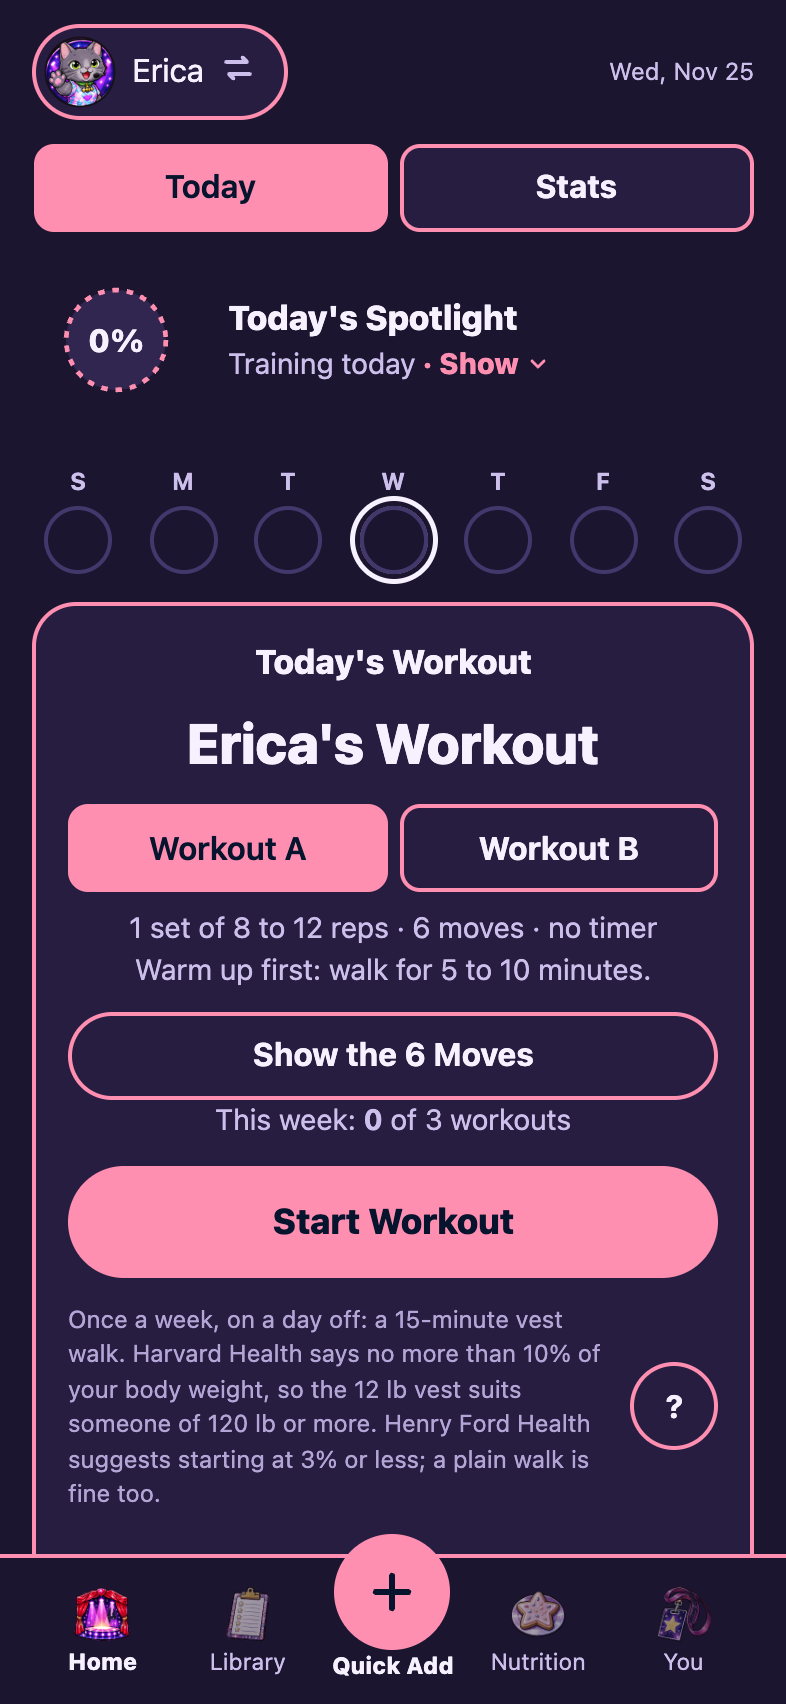 Erica
Wed, Nov 25
Today
Stats
0%
Today's Spotlight
Training today · Show
S M T W T F S
Today's Workout
Erica's Workout
Workout A
Workout B
1 set of 8 to 12 reps · 6 moves · no timer
Warm up first: walk for 5 to 10 minutes.
Show the 6 Moves
This week: 0 of 3 workouts
Start Workout
Once a week, on a day off: a 15-minute vest
walk. Harvard Health says no more than 10% of
your body weight, so the 12 lb vest suits
someone of 120 lb or more. Henry Ford Health
suggests starting at 3% or less; a plain walk is
fine too.
?
Home
Library
Quick Add
Nutrition
You